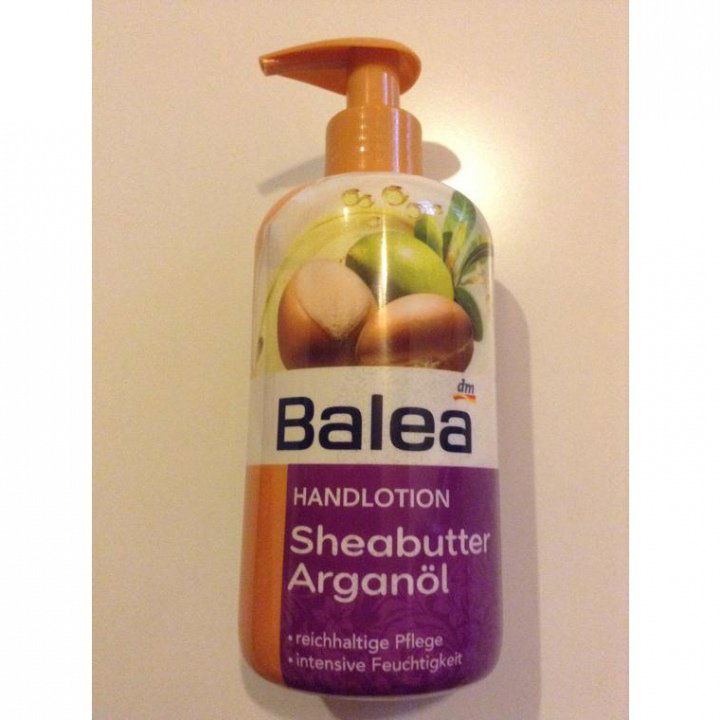 dm
Balea
HANDLOTION
Sheabutter
Arganöl
• reichhaltige Pflege
• intensive Feuchtigkeit